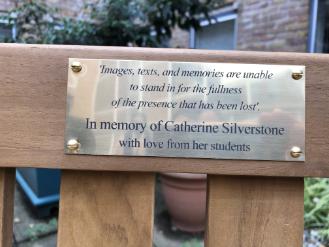 'Images, texts, and memories are unable
to stand in for the fullness
of the presence that has been lost'.
In memory of Catherine Silverstone
with love from her students